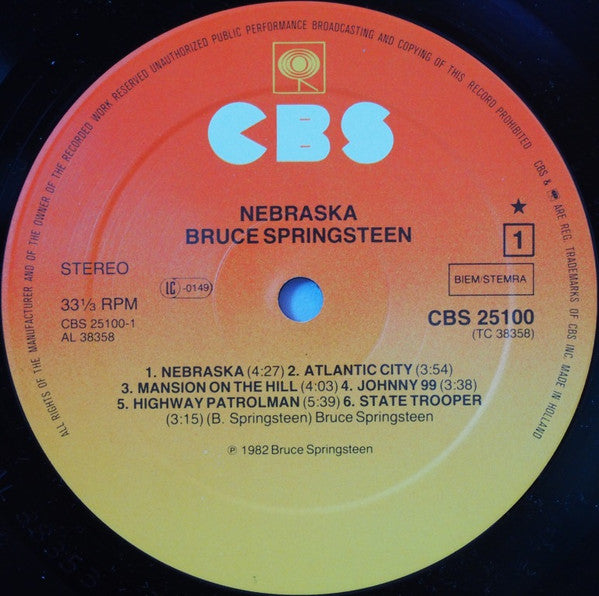 ALL RIGHTS OF THE MANUFACTURER AND OF THE OWNER OF THE RECORDED WORK RESERVED UNAUTHORIZED PUBLIC PERFORMANCE BROADCASTING AND COPYING OF THIS RECORD PROHIBITED CBS & ARE REG. TRADEMARKS OF CBS INC. MADE IN HOLLAND
CBS
NEBRASKA
BRUCE SPRINGSTEEN
★
1
STEREO
LC -0149
BIEM/STEMRA
33⅓ RPM
CBS 25100-1
AL 38358
CBS 25100
(TC 38358)
1. NEBRASKA (4:27) 2. ATLANTIC CITY (3:54)
3. MANSION ON THE HILL (4:03) 4. JOHNNY 99 (3:38)
5. HIGHWAY PATROLMAN (5:39) 6. STATE TROOPER
(3:15) (B. Springsteen) Bruce Springsteen
℗ 1982 Bruce Springsteen